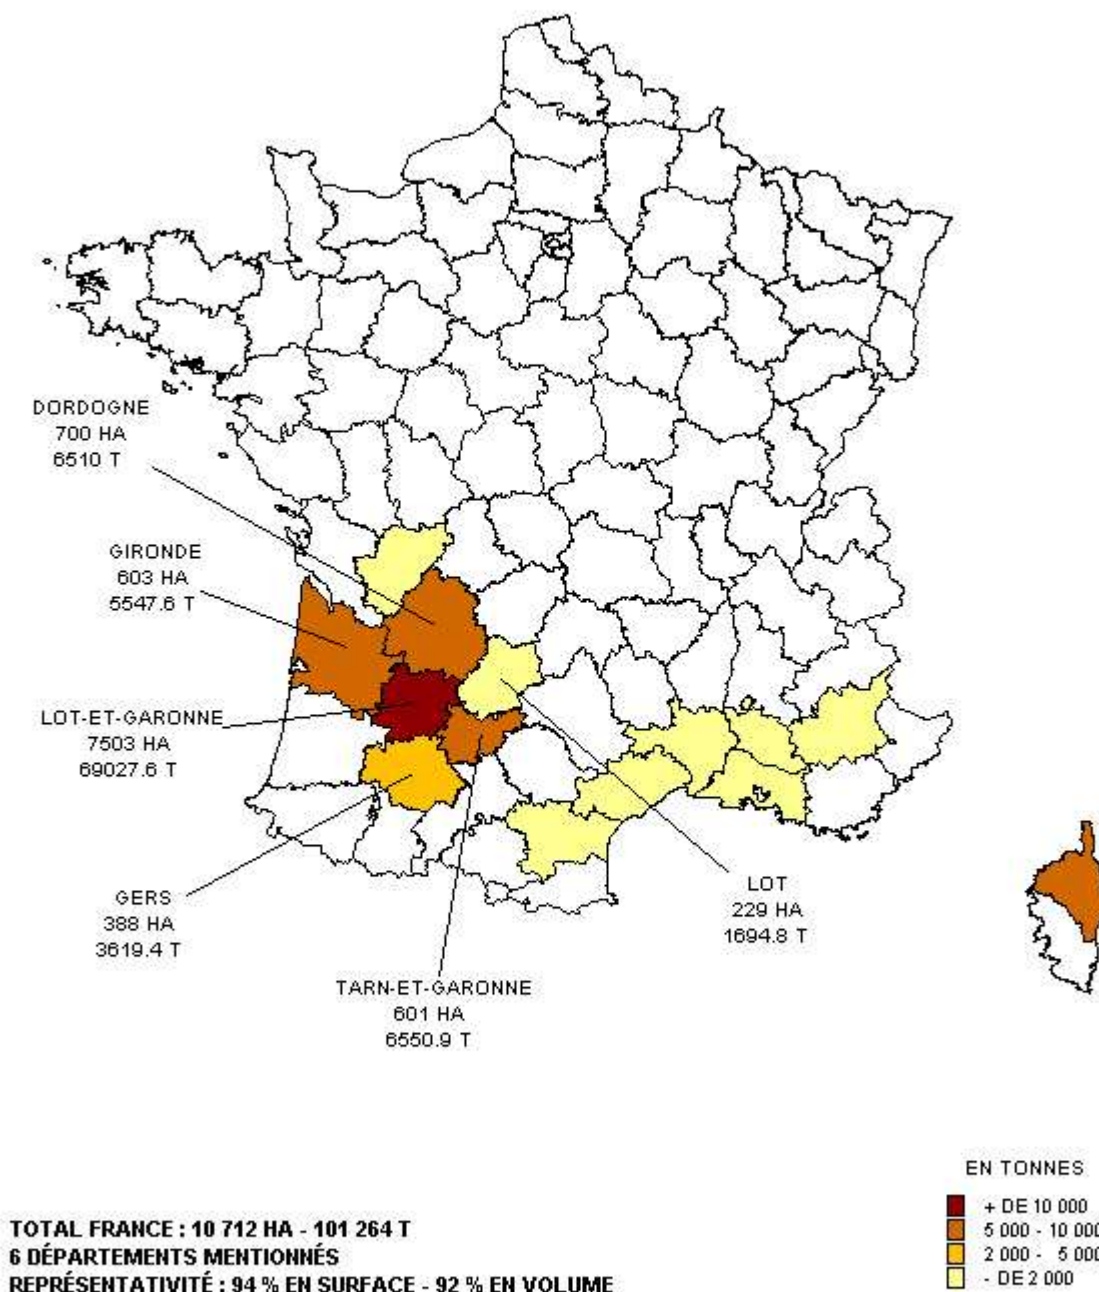 DORDOGNE
700 HA
6510 T
GIRONDE
603 HA
5547.6 T
LOT-ET-GARONNE
7503 HA
69027.6 T
GERS
388 HA
3619.4 T
LOT
229 HA
1694.8 T
TARN-ET-GARONNE
601 HA
6550.9 T
EN TONNES
+ DE 10 000
5 000 - 10 000
2 000 - 5 000
- DE 2 000
TOTAL FRANCE : 10 712 HA - 101 264 T
6 DÉPARTEMENTS MENTIONNÉS
REPRÉSENTATIVITÉ : 94 % EN SURFACE - 92 % EN VOLUME